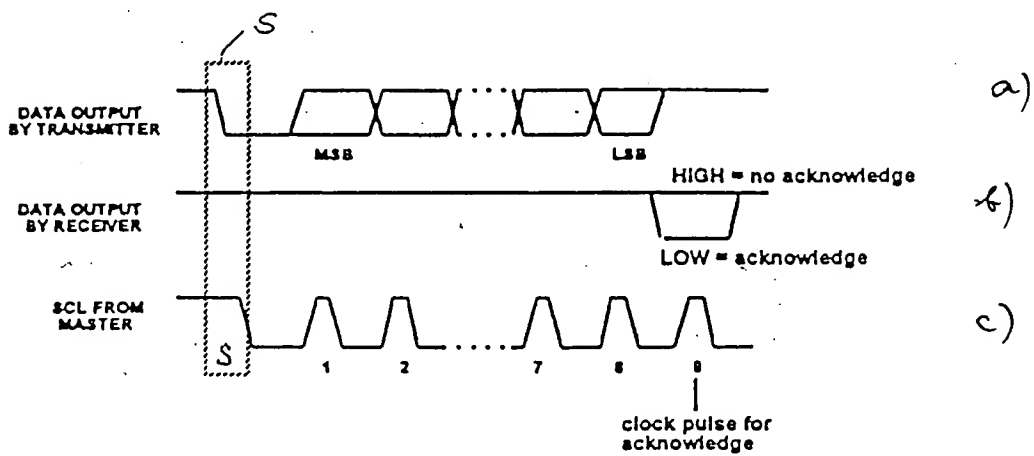 S
a)
DATA OUTPUT
BY TRANSMITTER
MSB
LSB
HIGH = no acknowledge
DATA OUTPUT
BY RECEIVER
b)
LOW = acknowledge
SCL FROM
MASTER
c)
S
1 2 7 8 9
clock pulse for
acknowledge